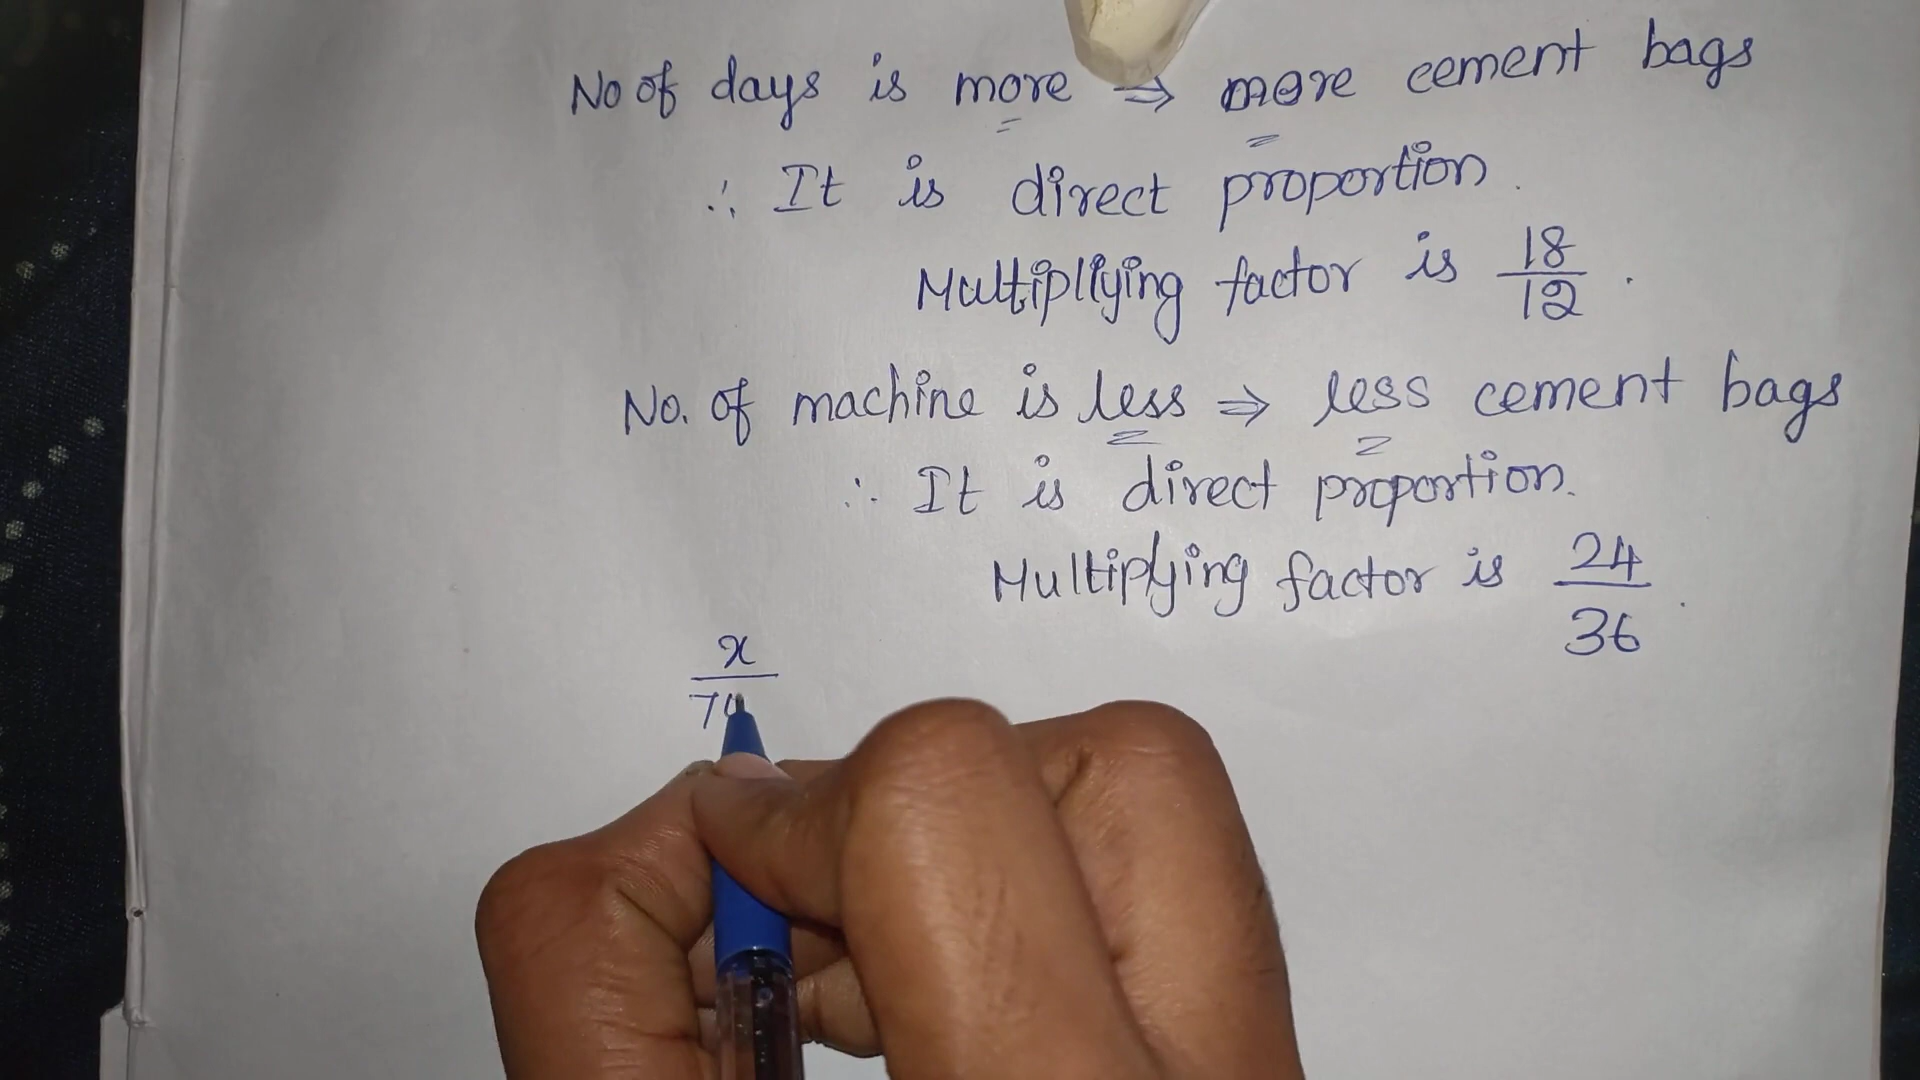 No of days is more ⇒ more cement bags
∴ It is direct proportion.
Multiplying factor is 18/12.
No. of machine is less ⇒ less cement bags
∴ It is direct proportion.
Multiplying factor is 24/36.
x